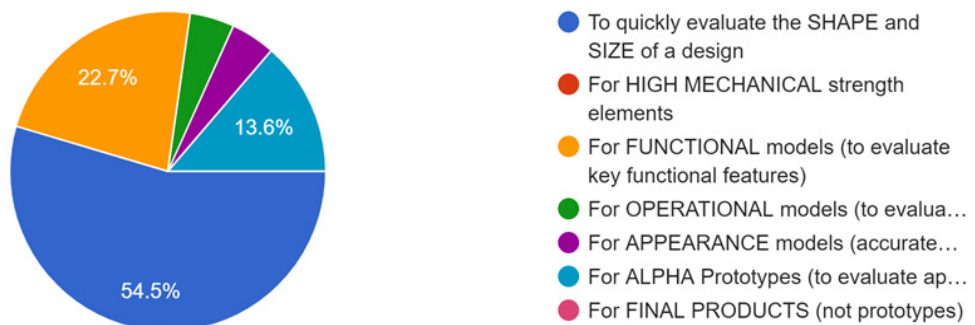 22.7%
13.6%
54.5%
To quickly evaluate the SHAPE and
SIZE of a design
For HIGH MECHANICAL strength
elements
For FUNCTIONAL models (to evaluate
key functional features)
For OPERATIONAL models (to evalua…
For APPEARANCE models (accurate…
For ALPHA Prototypes (to evaluate ap…
For FINAL PRODUCTS (not prototypes)